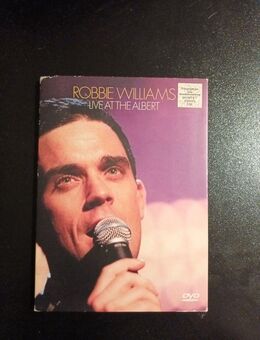 ROBBIE WILLIAMS
LIVE AT THE ALBERT
DVD